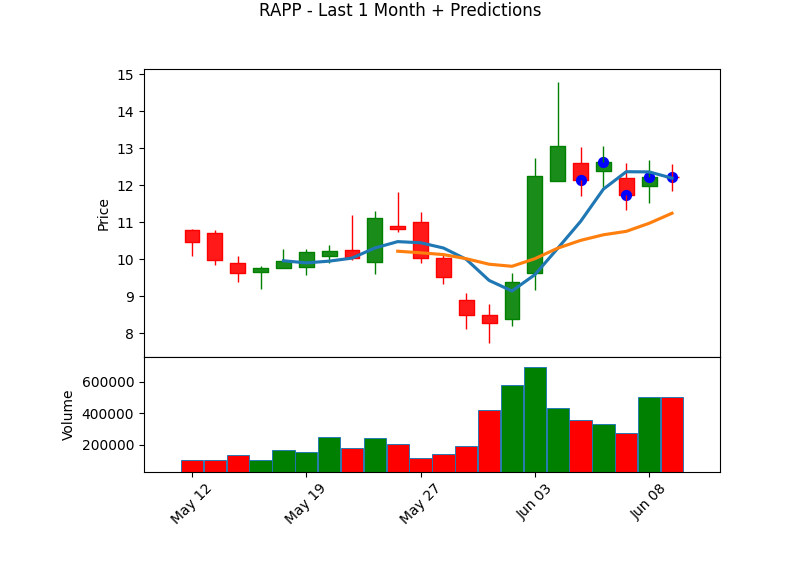 RAPP - Last 1 Month + Predictions
15
14
13
12
11
10
9
8
Price
600000
400000
200000
Volume
May 12
May 19
May 27
Jun 03
Jun 08